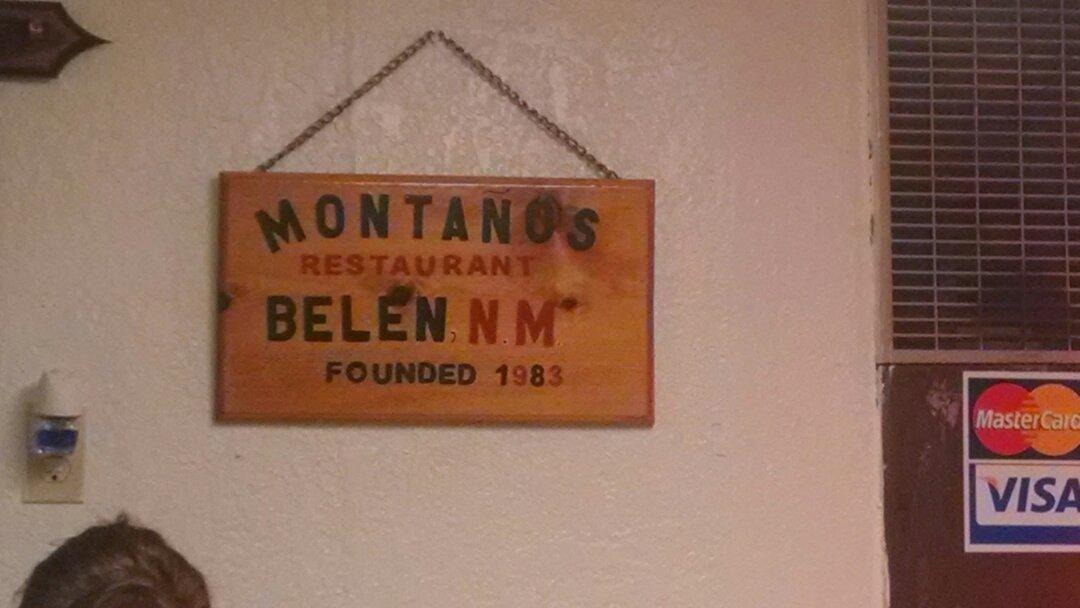 MONTAÑOS
RESTAURANT
BELEN, N.M.
FOUNDED 1983
MasterCard
VISA